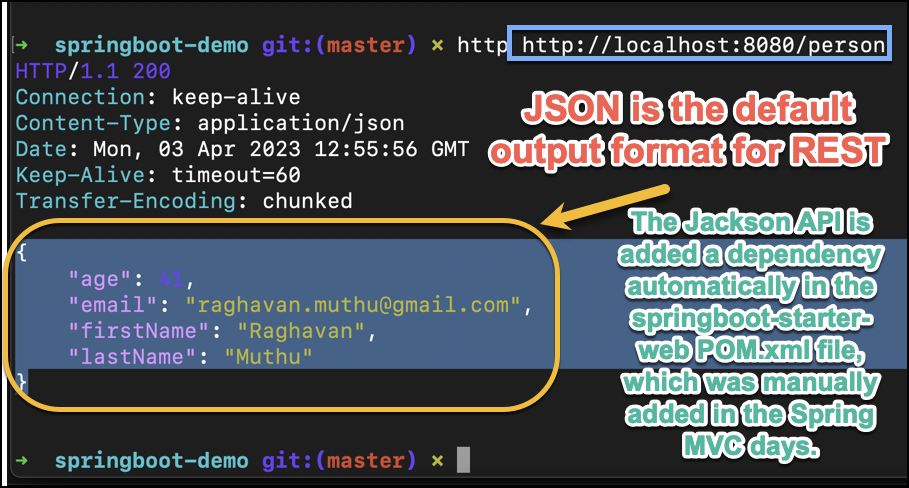 ➜ springboot-demo git:(master) ✗ http http://localhost:8080/person
HTTP/1.1 200
Connection: keep-alive
Content-Type: application/json
Date: Mon, 03 Apr 2023 12:55:56 GMT
Keep-Alive: timeout=60
Transfer-Encoding: chunked
JSON is the default
output format for REST
{
    "age": 41,
    "email": "raghavan.muthu@gmail.com",
    "firstName": "Raghavan",
    "lastName": "Muthu"
}
The Jackson API is
added a dependency
automatically in the
springboot-starter-
web POM.xml file,
which was manually
added in the Spring
MVC days.
➜ springboot-demo git:(master) ✗